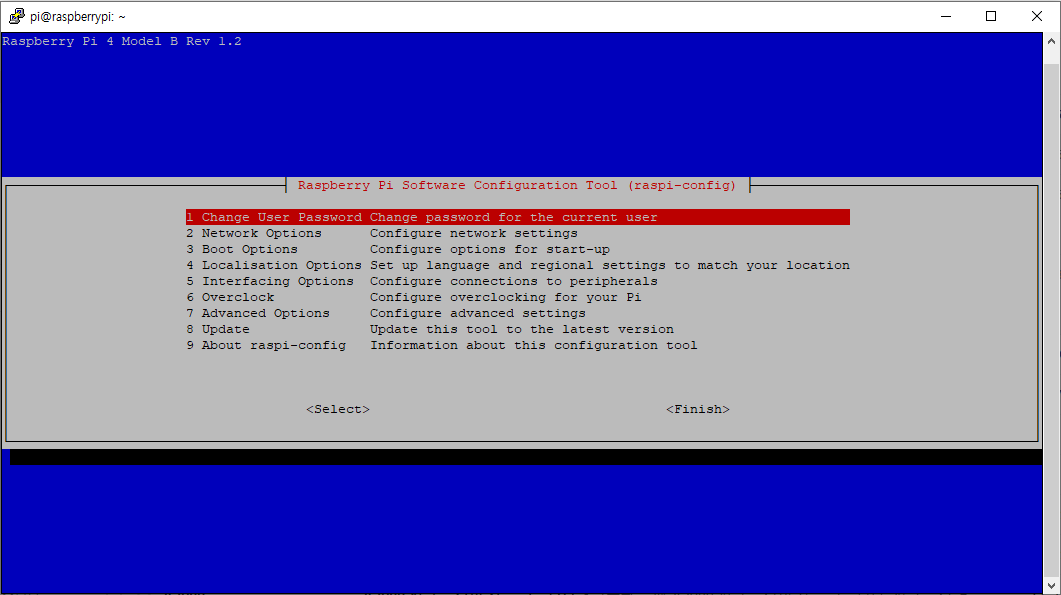 pi@raspberrypi: ~
Raspberry Pi 4 Model B Rev 1.2
Raspberry Pi Software Configuration Tool (raspi-config)
1 Change User Password Change password for the current user
2 Network Options Configure network settings
3 Boot Options Configure options for start-up
4 Localisation Options Set up language and regional settings to match your location
5 Interfacing Options Configure connections to peripherals
6 Overclock Configure overclocking for your Pi
7 Advanced Options Configure advanced settings
8 Update Update this tool to the latest version
9 About raspi-config Information about this configuration tool
<Select> <Finish>